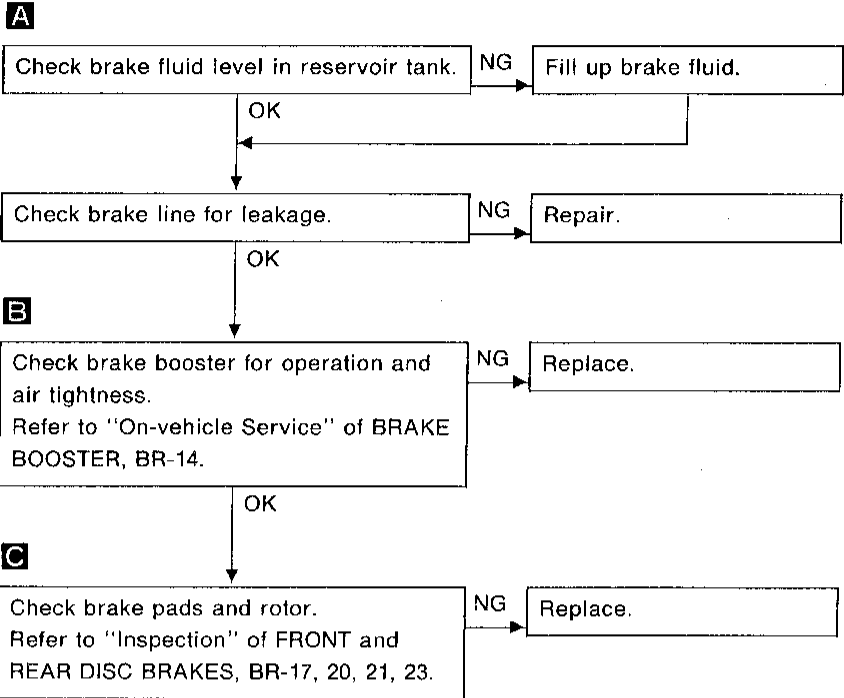 A
Check brake fluid level in reservoir tank.
NG
Fill up brake fluid.
OK
Check brake line for leakage.
NG
Repair.
OK
B
Check brake booster for operation and
air tightness.
Refer to "On-vehicle Service" of BRAKE
BOOSTER, BR-14.
NG
Replace.
OK
C
Check brake pads and rotor.
Refer to "Inspection" of FRONT and
REAR DISC BRAKES, BR-17, 20, 21, 23.
NG
Replace.